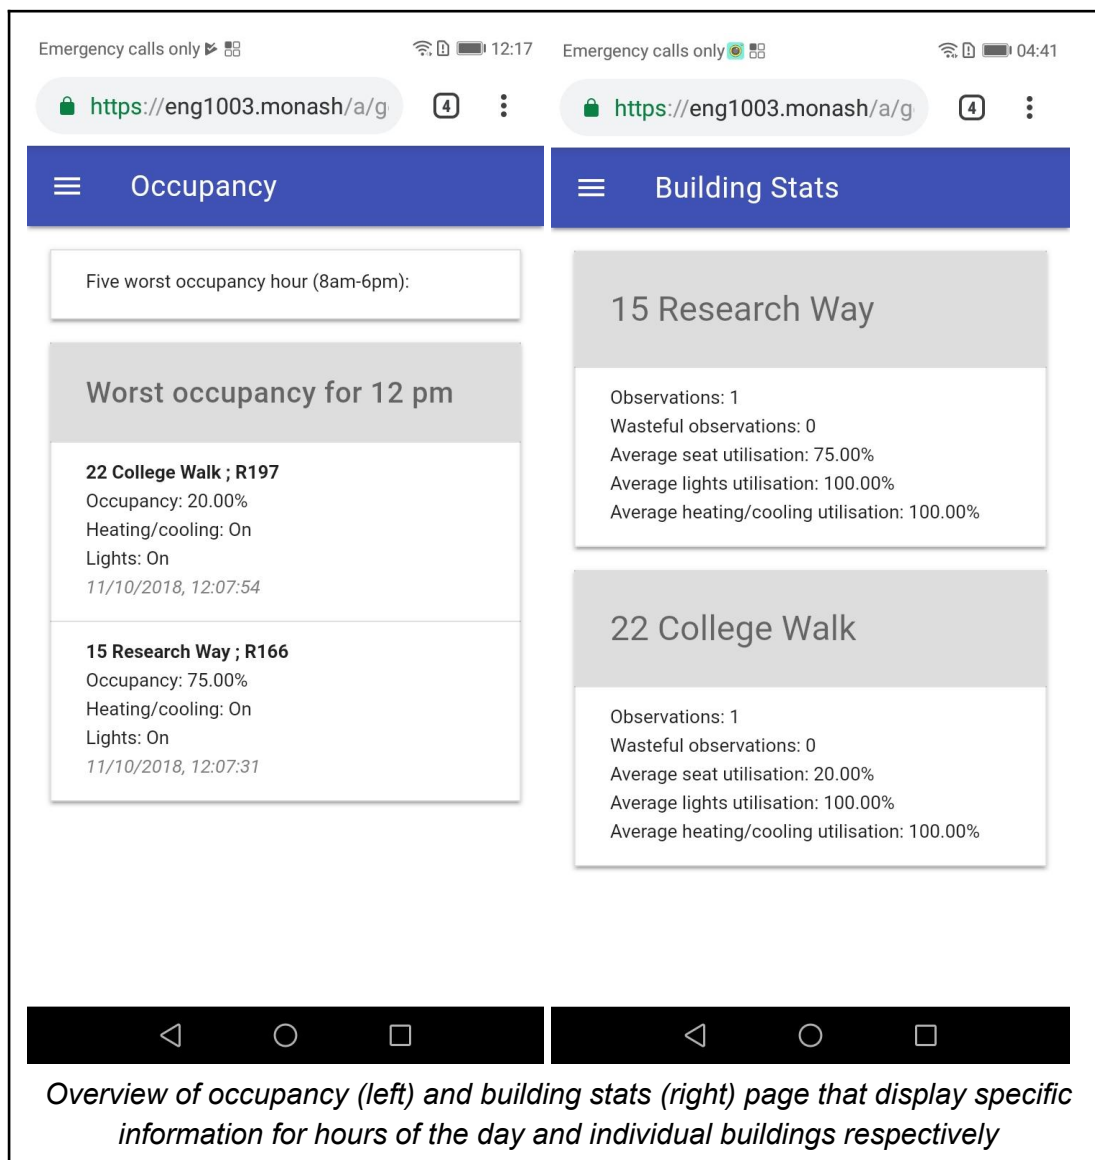 Emergency calls only
12:17
https://eng1003.monash/a/g
4
Occupancy
Five worst occupancy hour (8am-6pm):
Worst occupancy for 12 pm
22 College Walk ; R197
Occupancy: 20.00%
Heating/cooling: On
Lights: On
11/10/2018, 12:07:54
15 Research Way ; R166
Occupancy: 75.00%
Heating/cooling: On
Lights: On
11/10/2018, 12:07:31
Emergency calls only
04:41
https://eng1003.monash/a/g
4
Building Stats
15 Research Way
Observations: 1
Wasteful observations: 0
Average seat utilisation: 75.00%
Average lights utilisation: 100.00%
Average heating/cooling utilisation: 100.00%
22 College Walk
Observations: 1
Wasteful observations: 0
Average seat utilisation: 20.00%
Average lights utilisation: 100.00%
Average heating/cooling utilisation: 100.00%
Overview of occupancy (left) and building stats (right) page that display specific
information for hours of the day and individual buildings respectively